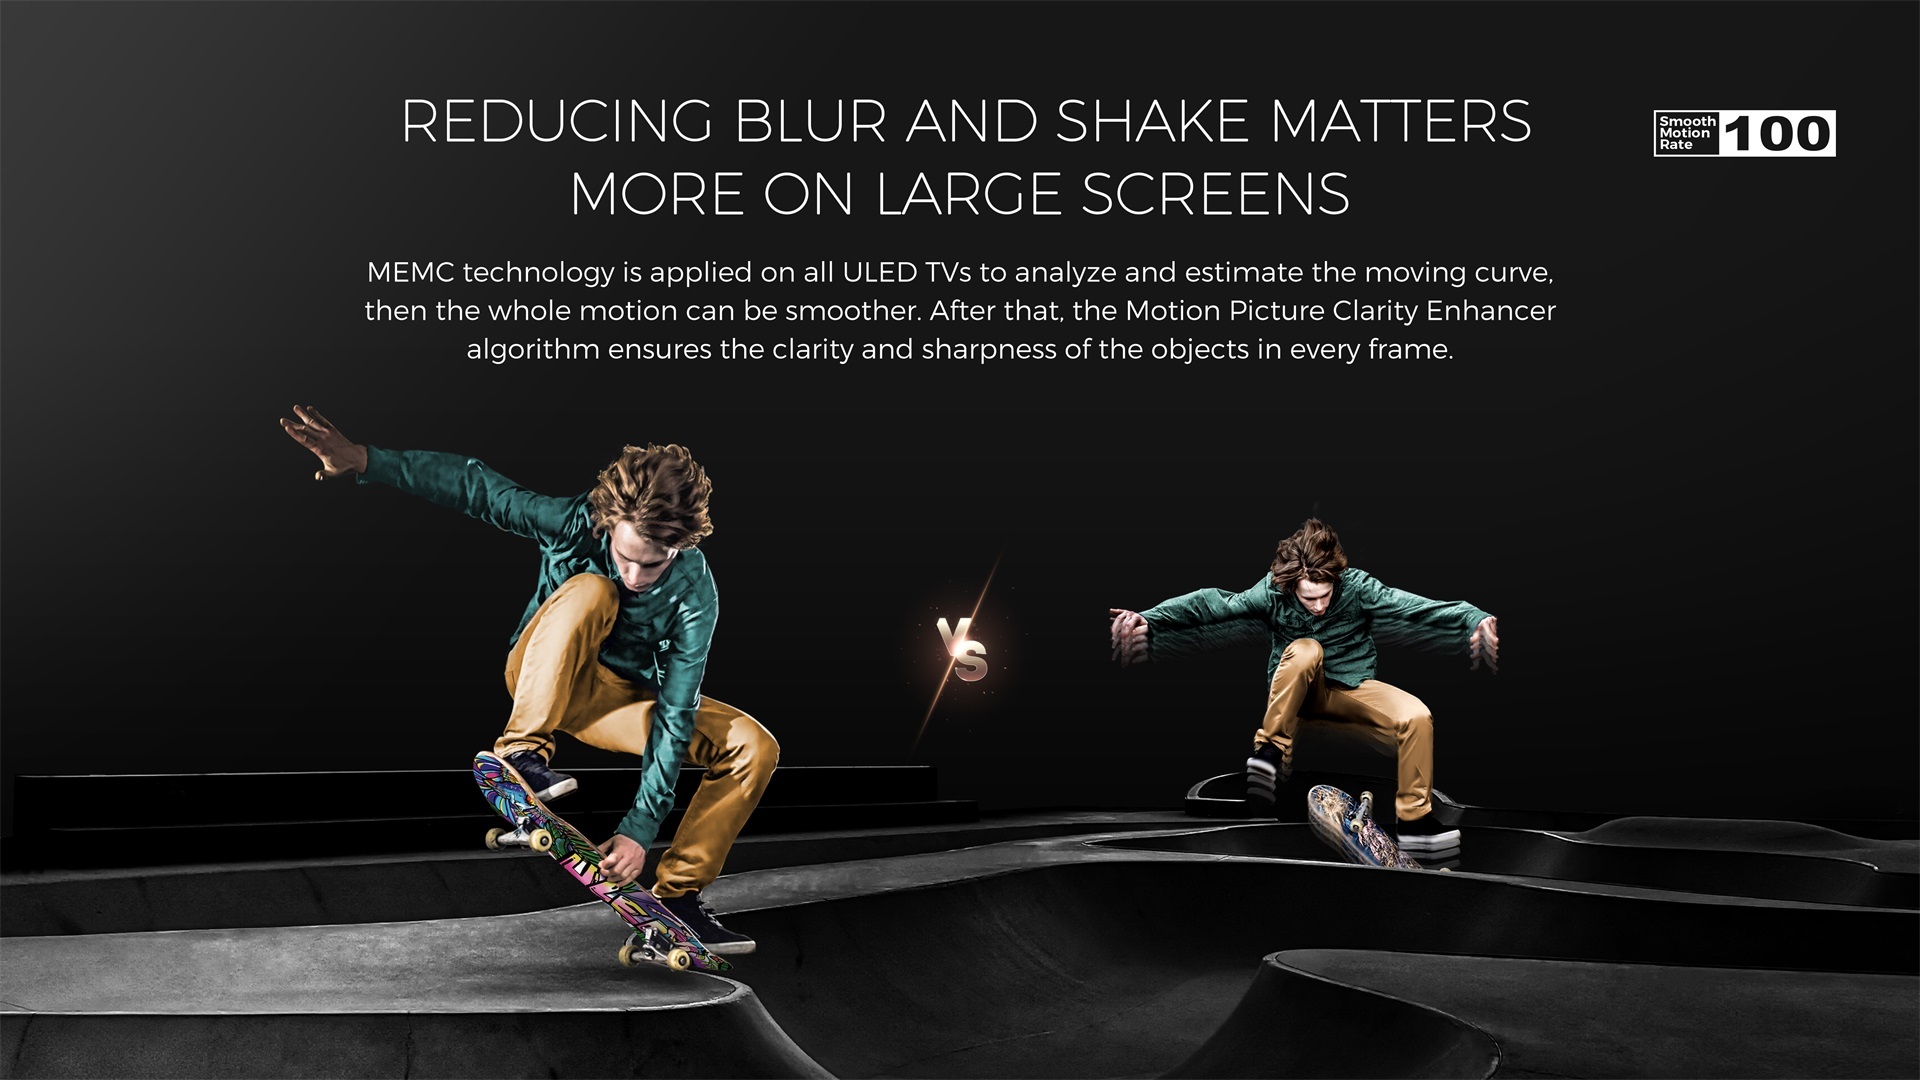 REDUCING BLUR AND SHAKE MATTERS
MORE ON LARGE SCREENS
Smooth
Motion
Rate
100
MEMC technology is applied on all ULED TVs to analyze and estimate the moving curve,
then the whole motion can be smoother. After that, the Motion Picture Clarity Enhancer
algorithm ensures the clarity and sharpness of the objects in every frame.
VS